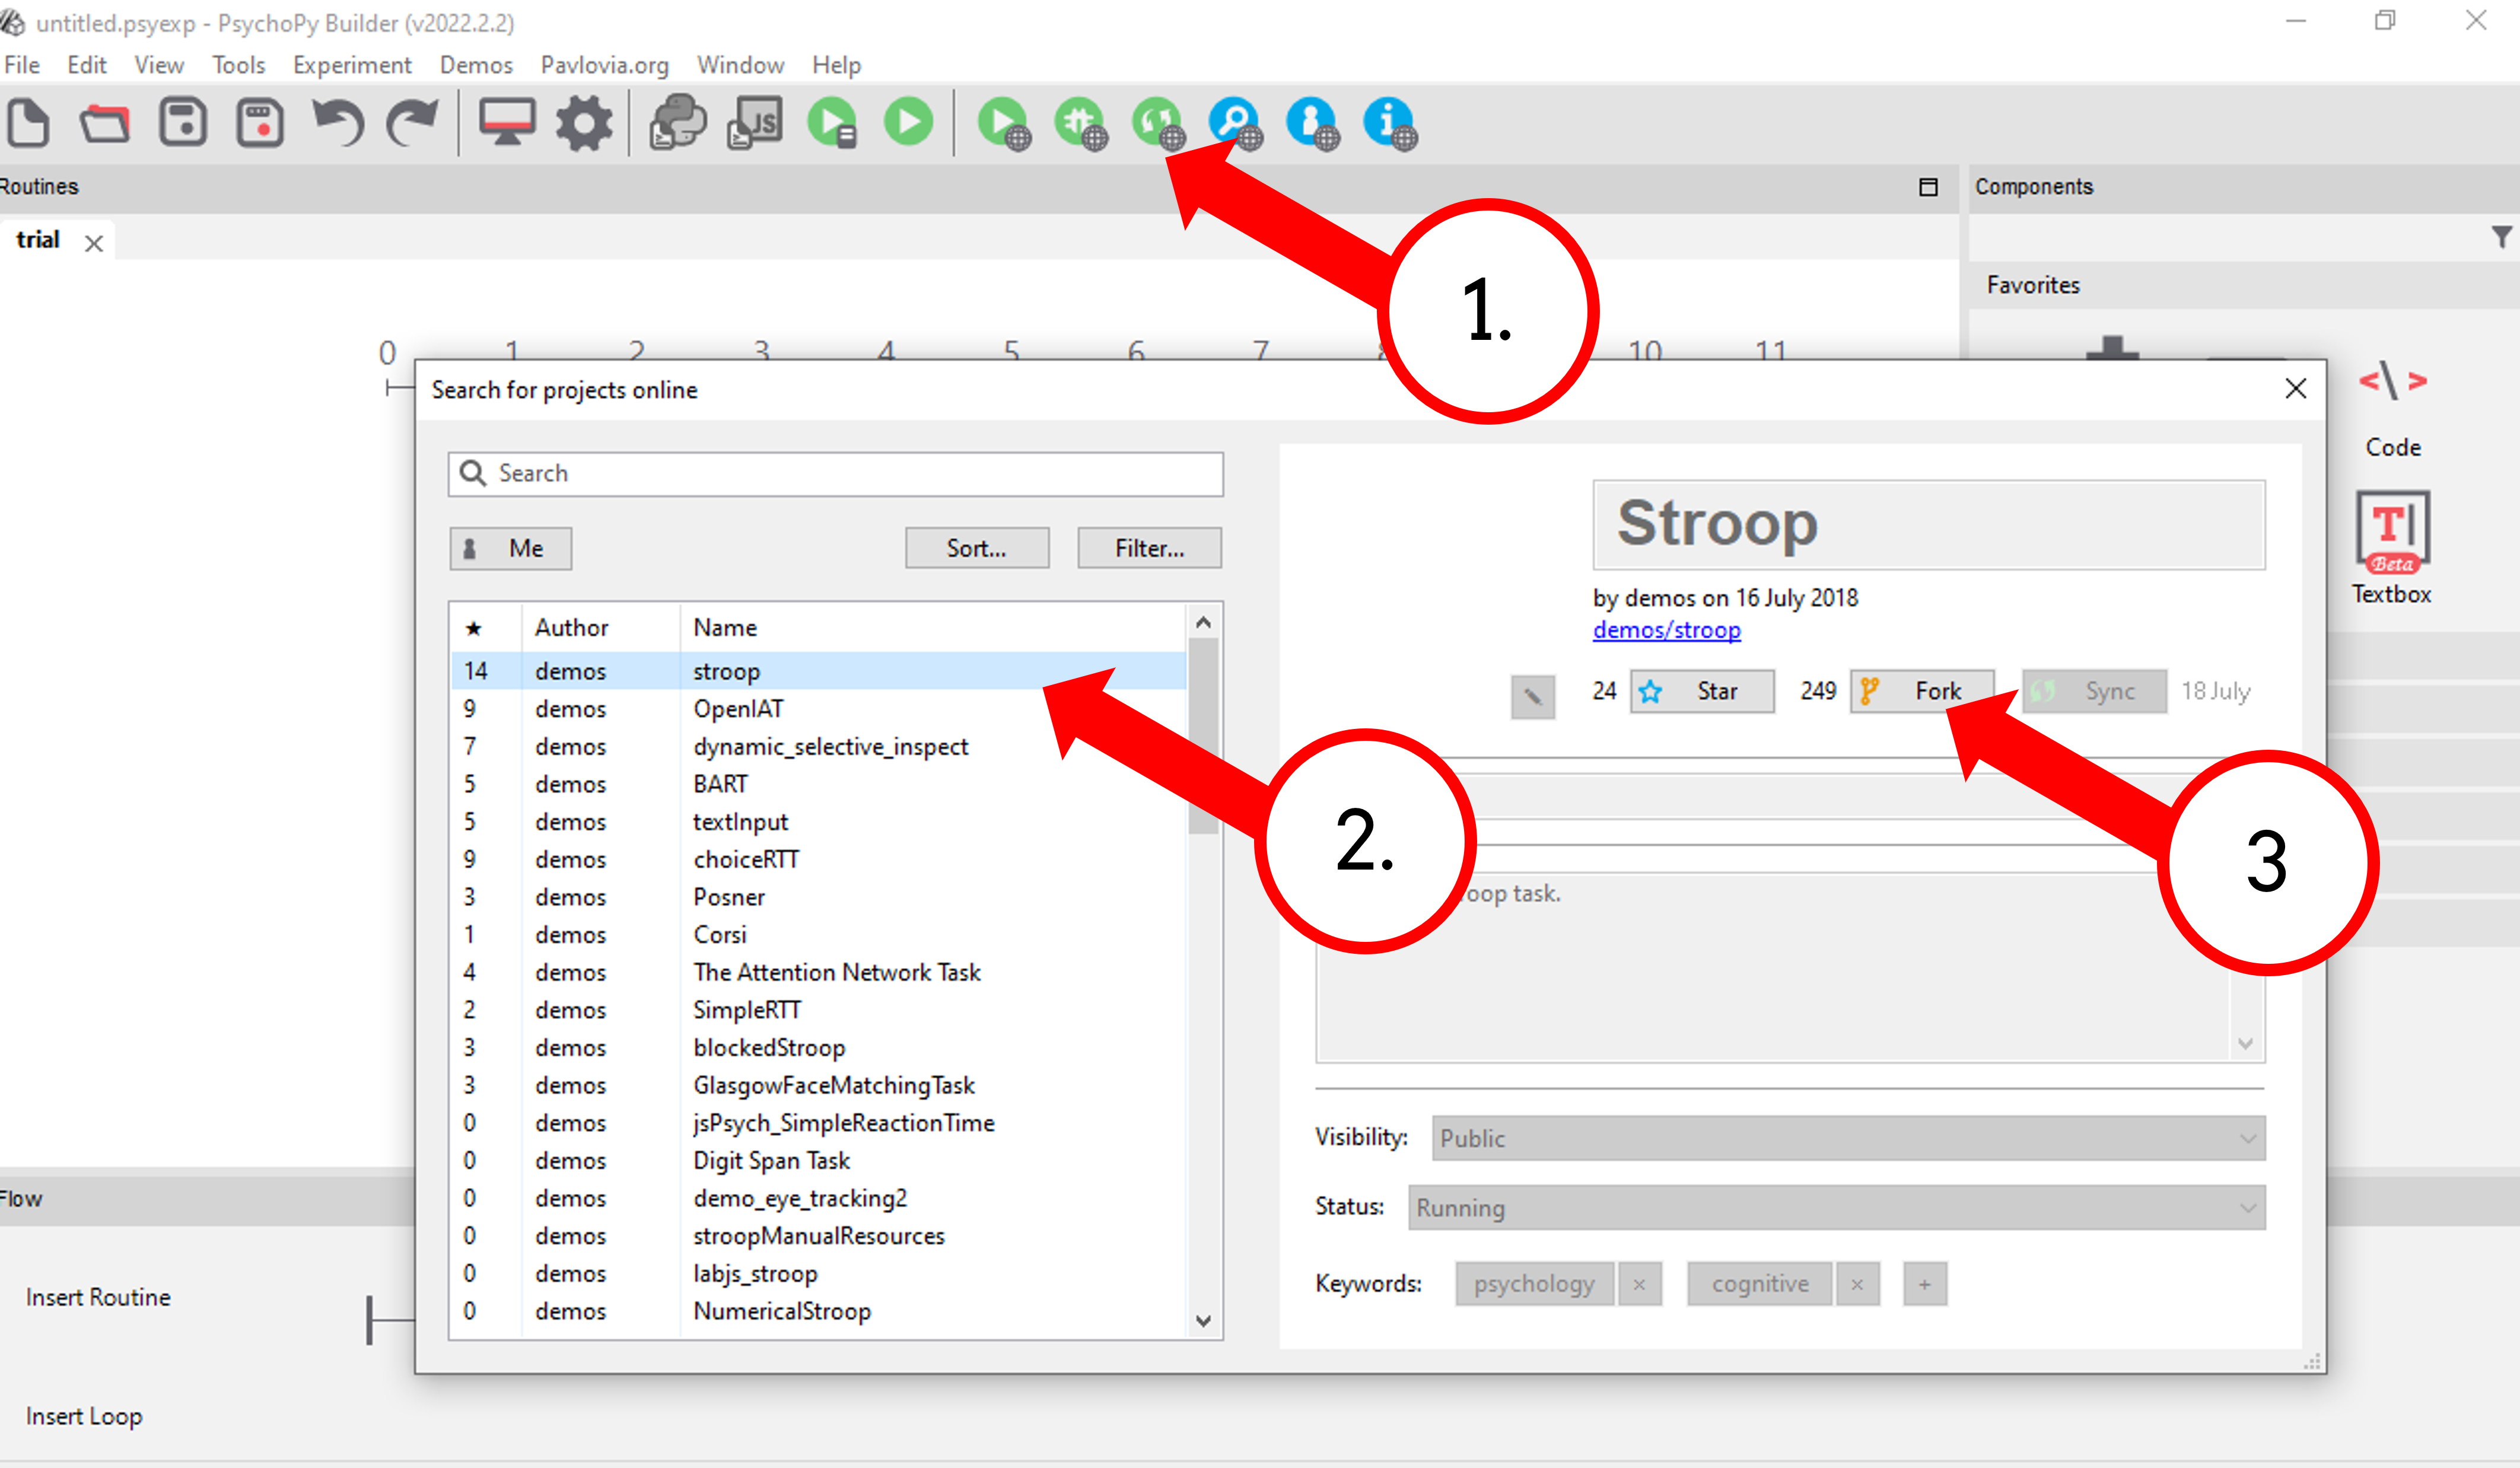 untitled.psyexp - PsychoPy Builder (v2022.2.2)
File Edit View Tools Experiment Demos Pavlovia.org Window Help
JS
Routines
Components
trial
Favorites
1.
0 1 2 3 4 5 6 7 8 10 11
Search for projects online
Code
Search
Me Sort... Filter...
Stroop
T
Beta
Textbox
by demos on 16 July 2018
demos/stroop
★ Author Name
14 demos stroop
24 Star 249 Fork Sync 18 July
9 demos OpenIAT
7 demos dynamic_selective_inspect
5 demos BART
5 demos textInput
2.
3
9 demos choiceRTT
3 demos Posner
oop task.
1 demos Corsi
4 demos The Attention Network Task
2 demos SimpleRTT
3 demos blockedStroop
3 demos GlasgowFaceMatchingTask
0 demos jsPsych_SimpleReactionTime
0 demos Digit Span Task
0 demos demo_eye_tracking2
0 demos stroopManualResources
0 demos labjs_stroop
0 demos NumericalStroop
Visibility: Public
Status: Running
Keywords: psychology × cognitive × +
Flow
Insert Routine
Insert Loop